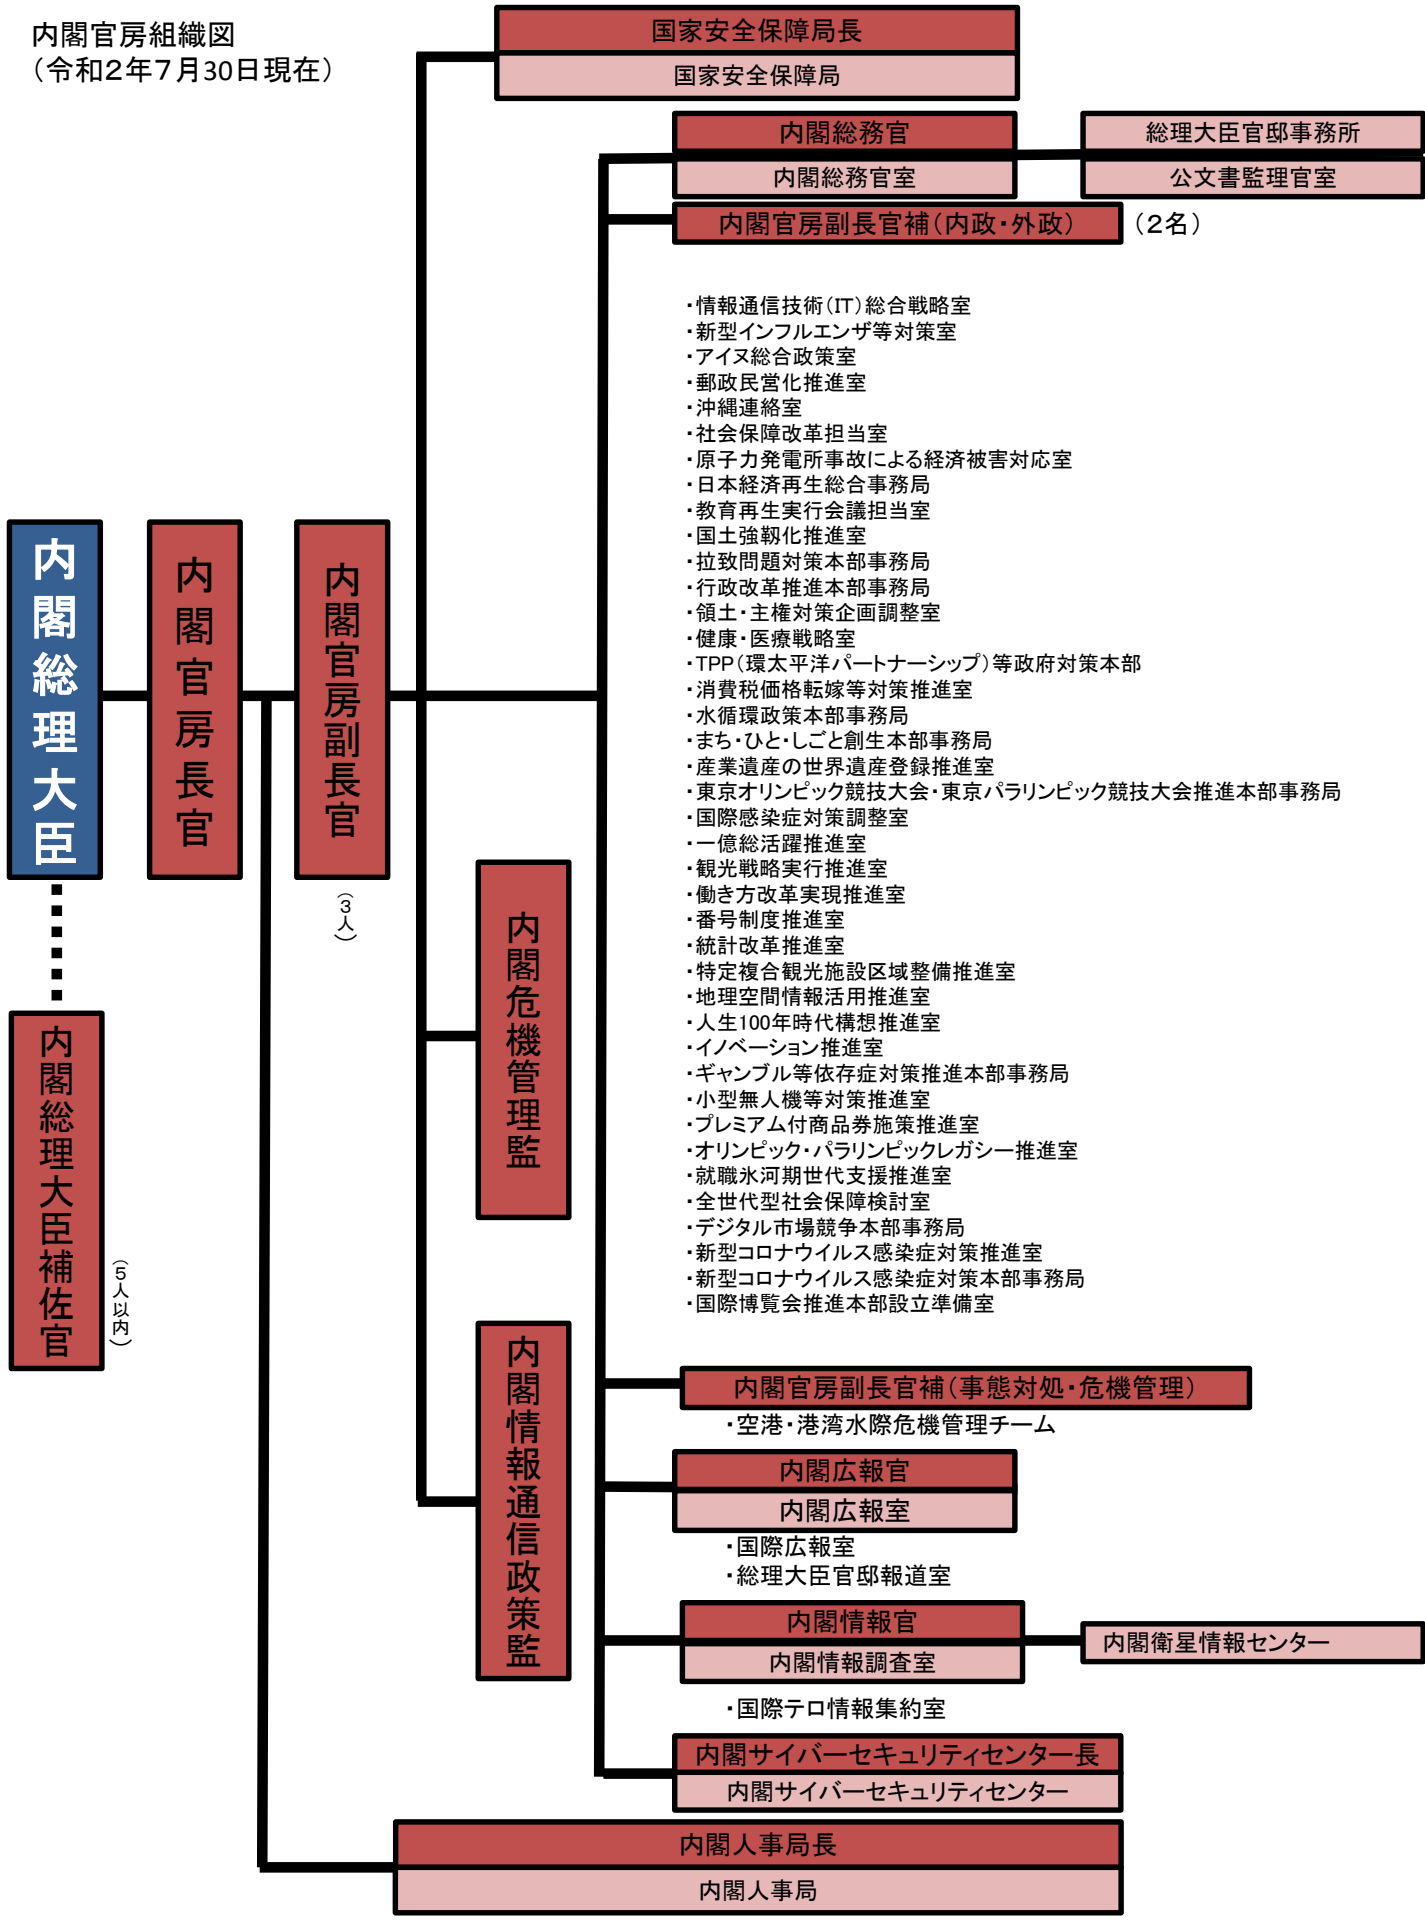 内閣官房組織図
（令和２年７月30日現在）
国家安全保障局長
国家安全保障局
内閣総務官
内閣総務官室
総理大臣官邸事務所
公文書監理官室
内閣官房副長官補（内政・外政）
（２名）
・情報通信技術（IT）総合戦略室
・新型インフルエンザ等対策室
・アイヌ総合政策室
・郵政民営化推進室
・沖縄連絡室
・社会保障改革担当室
・原子力発電所事故による経済被害対応室
・日本経済再生総合事務局
・教育再生実行会議担当室
・国土強靱化推進室
・拉致問題対策本部事務局
・行政改革推進本部事務局
・領土・主権対策企画調整室
・健康・医療戦略室
・TPP（環太平洋パートナーシップ）等政府対策本部
・消費税価格転嫁等対策推進室
・水循環政策本部事務局
・まち・ひと・しごと創生本部事務局
・産業遺産の世界遺産登録推進室
・東京オリンピック競技大会・東京パラリンピック競技大会推進本部事務局
・国際感染症対策調整室
・一億総活躍推進室
・観光戦略実行推進室
・働き方改革実現推進室
・番号制度推進室
・統計改革推進室
・特定複合観光施設区域整備推進室
・地理空間情報活用推進室
・人生100年時代構想推進室
・イノベーション推進室
・ギャンブル等依存症対策推進本部事務局
・小型無人機等対策推進室
・プレミアム付商品券施策推進室
・オリンピック・パラリンピックレガシー推進室
・就職氷河期世代支援推進室
・全世代型社会保障検討室
・デジタル市場競争本部事務局
・新型コロナウイルス感染症対策推進室
・新型コロナウイルス感染症対策本部事務局
・国際博覧会推進本部設立準備室
内閣総理大臣
内閣官房長官
内閣官房副長官
（３人）
内閣総理大臣補佐官
（５人以内）
内閣危機管理監
内閣情報通信政策監
内閣官房副長官補（事態対処・危機管理）
・空港・港湾水際危機管理チーム
内閣広報官
内閣広報室
・国際広報室
・総理大臣官邸報道室
内閣情報官
内閣情報調査室
内閣衛星情報センター
・国際テロ情報集約室
内閣サイバーセキュリティセンター長
内閣サイバーセキュリティセンター
内閣人事局長
内閣人事局